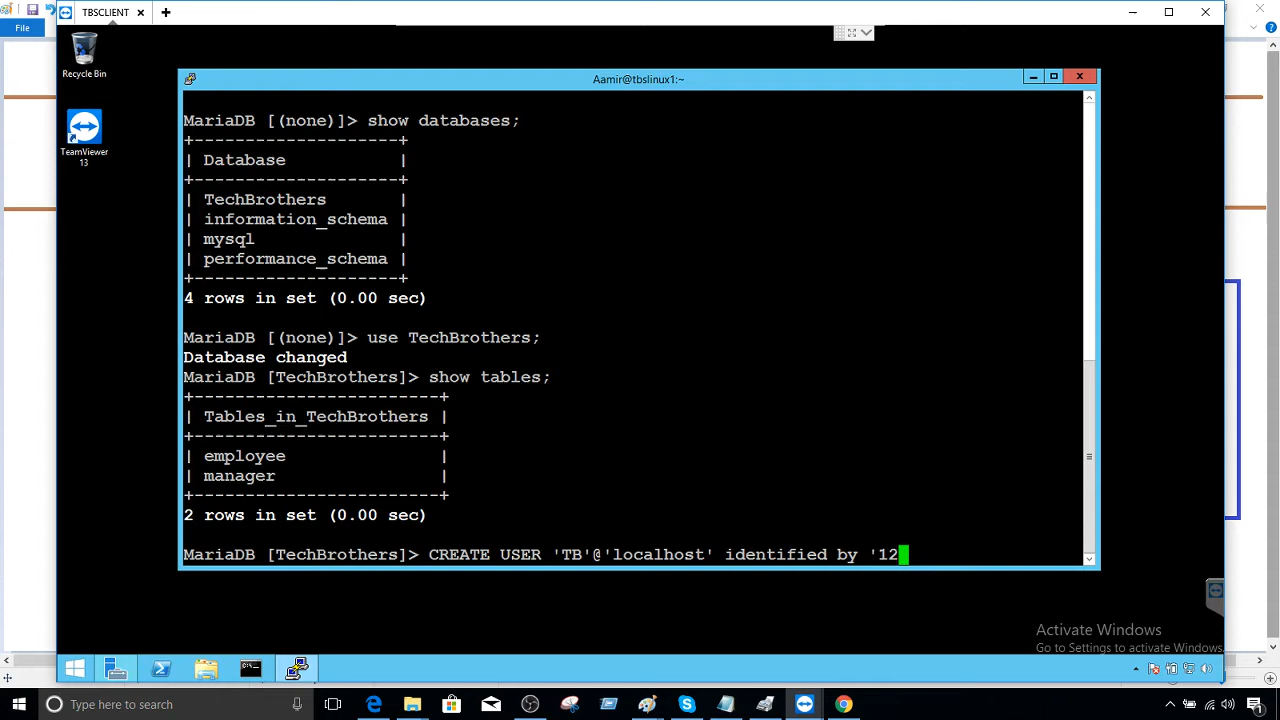 TBSCLIENT
File
Recycle Bin
TeamViewer
13
Aamir@tbslinux1:~
MariaDB [(none)]> show databases;
+--------------------+
| Database           |
+--------------------+
| TechBrothers       |
| information_schema |
| mysql              |
| performance_schema |
+--------------------+
4 rows in set (0.00 sec)
MariaDB [(none)]> use TechBrothers;
Database changed
MariaDB [TechBrothers]> show tables;
+------------------------+
| Tables_in_TechBrothers |
+------------------------+
| employee               |
| manager                |
+------------------------+
2 rows in set (0.00 sec)
MariaDB [TechBrothers]> CREATE USER 'TB'@'localhost' identified by '12
Activate Windows
Go to Settings to activate Windows.
Type here to search